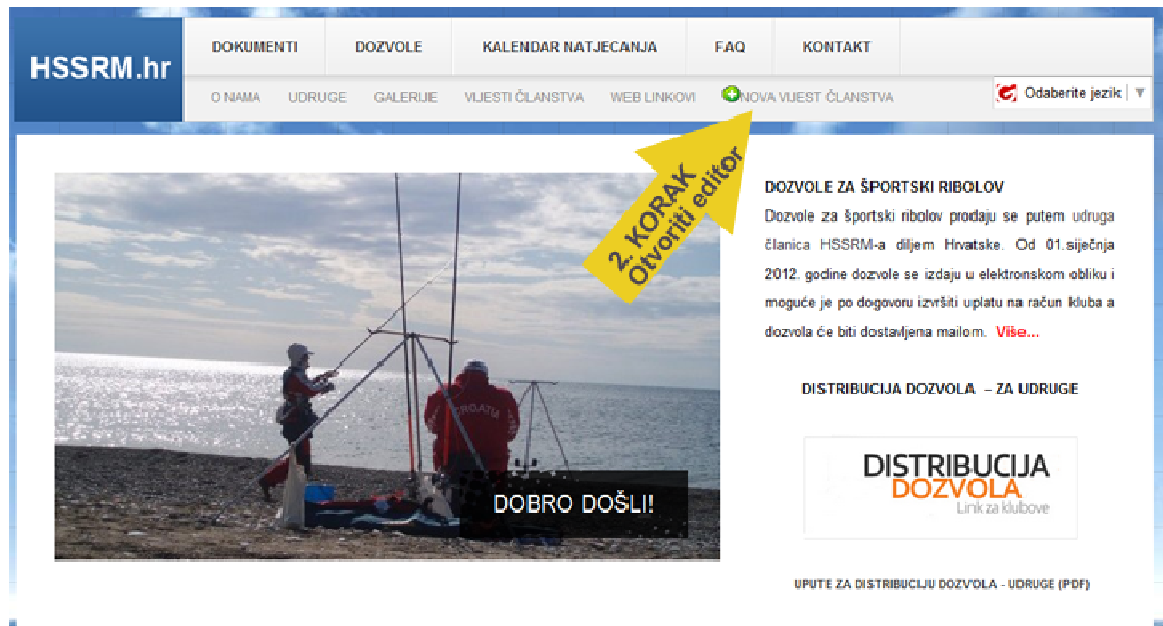 HSSRM.hr
DOKUMENTI DOZVOLE KALENDAR NATJECANJA F.A.Q KONTAKT
O NAMA UDRUGE GALERIJE VIJESTI ČLANSTVA WEB LINKOVI NOVA VIJEST ČLANSTVA
Odaberite jezik
2. KORAK
Otvoriti editor
DOZVOLE ZA ŠPORTSKI RIBOLOV
Dozvole za športski ribolov prodaju se putem udruga
članica HSSRM-a diljem Hrvatske. Od 01.siječnja
2012. godine dozvole se izdaju u elektronskom obliku i
moguće je po dogovoru izvršiti uplatu na račun kluba a
dozvola će biti dostavljena mailom. Više...
CROATIA
DOBRO DOŠLI!
DISTRIBUCIJA DOZVOLA – ZA UDRUGE
DISTRIBUCIJA
DOZVOLA
Link za klubove
UPUTE ZA DISTRIBUCIJU DOZVOLA - UDRUGE (PDF)